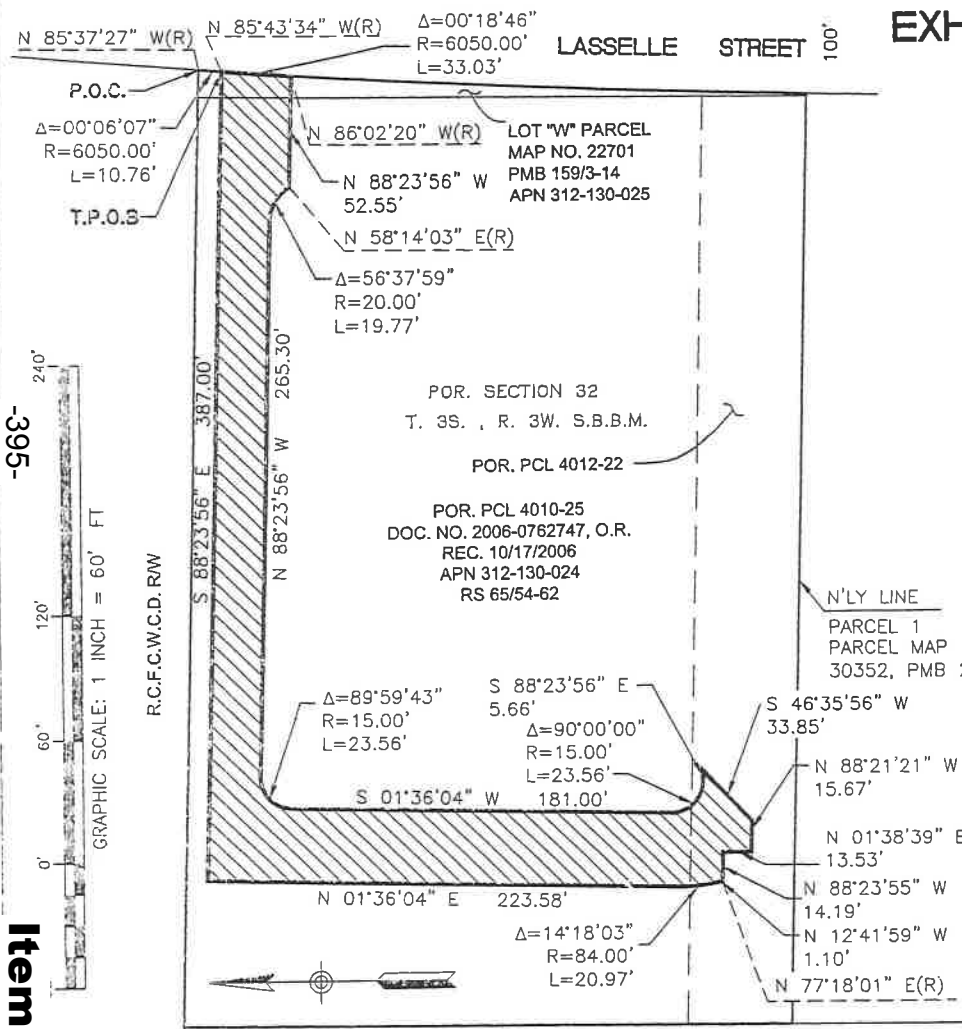 EXH
N 85°37'27" W(R)
N 85°43'34" W(R)
Δ=00°18'46"
R=6050.00'
L=33.03'
LASSELLE STREET
100'
P.O.C.
Δ=00°06'07"
R=6050.00'
L=10.76'
T.P.O.B
N 86°02'20" W(R)
LOT "W" PARCEL
MAP NO. 22701
PMB 159/3-14
APN 312-130-025
N 88°23'56" W
52.55'
N 58°14'03" E(R)
Δ=56°37'59"
R=20.00'
L=19.77'
S 88°23'56" E 387.00'
N 88°23'56" W 265.30'
R.C.F.C.W.C.D. R/W
POR. SECTION 32
T. 3S. , R. 3W. S.B.B.M.
POR. PCL 4012-22
POR. PCL 4010-25
DOC. NO. 2006-0762747, O.R.
REC. 10/17/2006
APN 312-130-024
RS 65/54-62
N'LY LINE
PARCEL 1
PARCEL MAP
30352, PMB
240'
120'
60'
0'
GRAPHIC SCALE: 1 INCH = 60' FT
-395-
Item
Δ=89°59'43"
R=15.00'
L=23.56'
S 88°23'56" E
5.66'
Δ=90°00'00"
R=15.00'
L=23.56'
S 46°35'56" W
33.85'
N 88°21'21" W
15.67'
S 01°36'04" W 181.00'
N 01°38'39" E
13.53'
N 88°23'55" W
14.19'
N 12°41'59" W
1.10'
N 77°18'01" E(R)
N 01°36'04" E 223.58'
Δ=14°18'03"
R=84.00'
L=20.97'